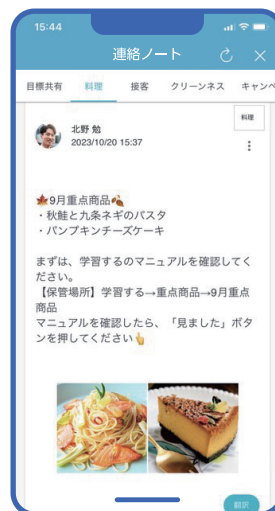 15:44
連絡ノート
目標共有 料理 接客 クリーンネス キャンペ
料理
北野 勉
2023/10/20 15:37
🍁9月重点商品🍂
・秋鮭と九条ネギのパスタ
・パンプキンチーズケーキ
まずは、学習するのマニュアルを確認してく
ださい。
【保管場所】学習する→重点商品→9月重点
商品
マニュアルを確認したら、「見ました」ボタ
ンを押してください👆
翻訳